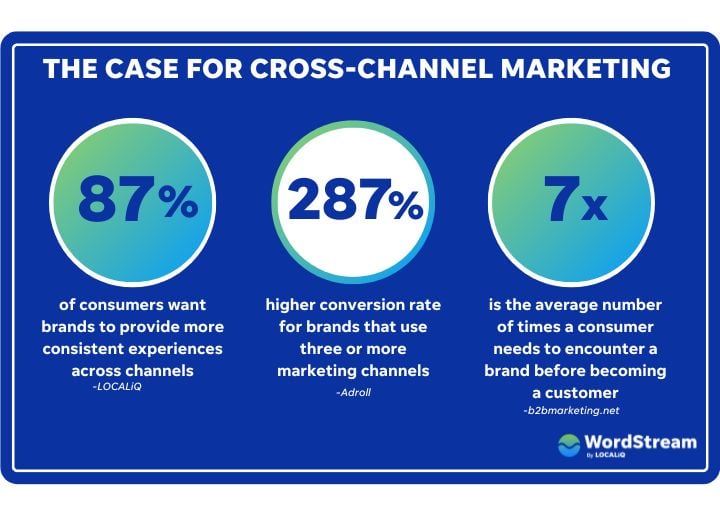 THE CASE FOR CROSS-CHANNEL MARKETING
87%
of consumers want
brands to provide more
consistent experiences
across channels
-LOCALiQ
287%
higher conversion rate
for brands that use
three or more
marketing channels
-Adroll
7x
is the average number
of times a consumer
needs to encounter a
brand before becoming
a customer
-b2bmarketing.net
WordStream
By LOCALiQ